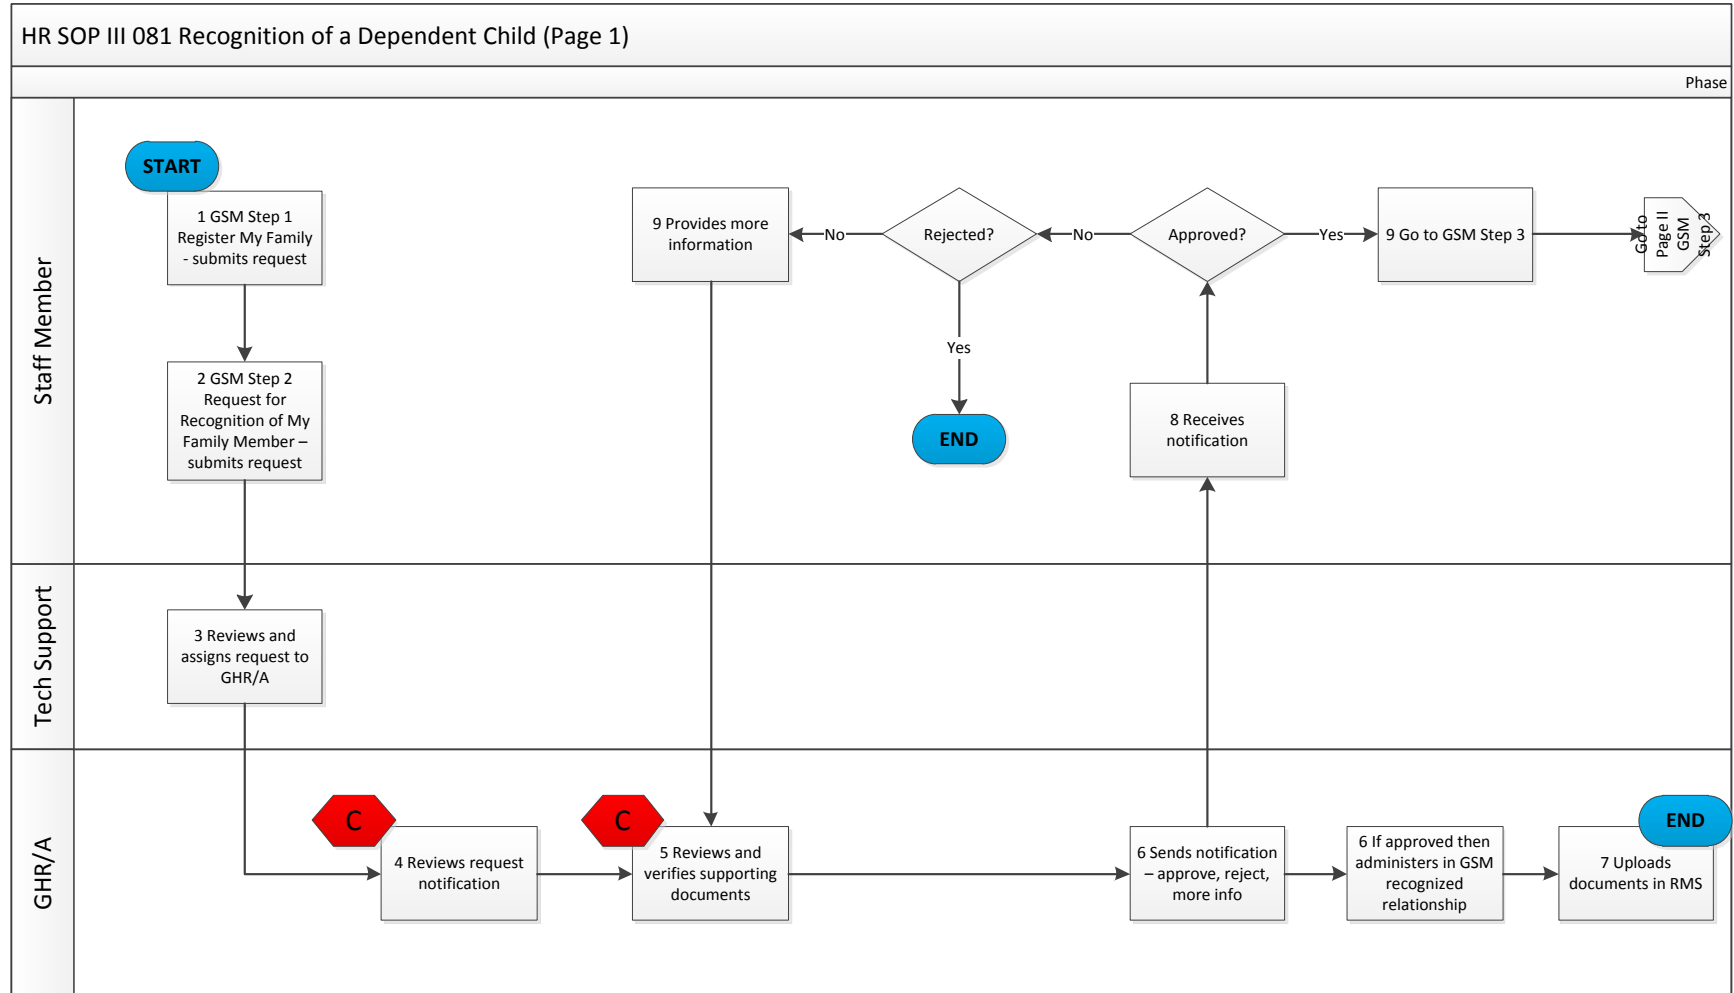 HR SOP III 081 Recognition of a Dependent Child (Page 1)
Phase
Staff Member
START
1 GSM Step 1
Register My Family
- submits request
2 GSM Step 2
Request for
Recognition of My
Family Member –
submits request
9 Provides more
information
No
Rejected?
Yes
END
No
Approved?
Yes
8 Receives
notification
9 Go to GSM Step 3
Go to
Page II
GSM
Step 3
Tech Support
3 Reviews and
assigns request to
GHR/A
GHR/A
C
4 Reviews request
notification
C
5 Reviews and
verifies supporting
documents
6 Sends notification
– approve, reject,
more info
6 If approved then
administers in GSM
recognized
relationship
END
7 Uploads
documents in RMS